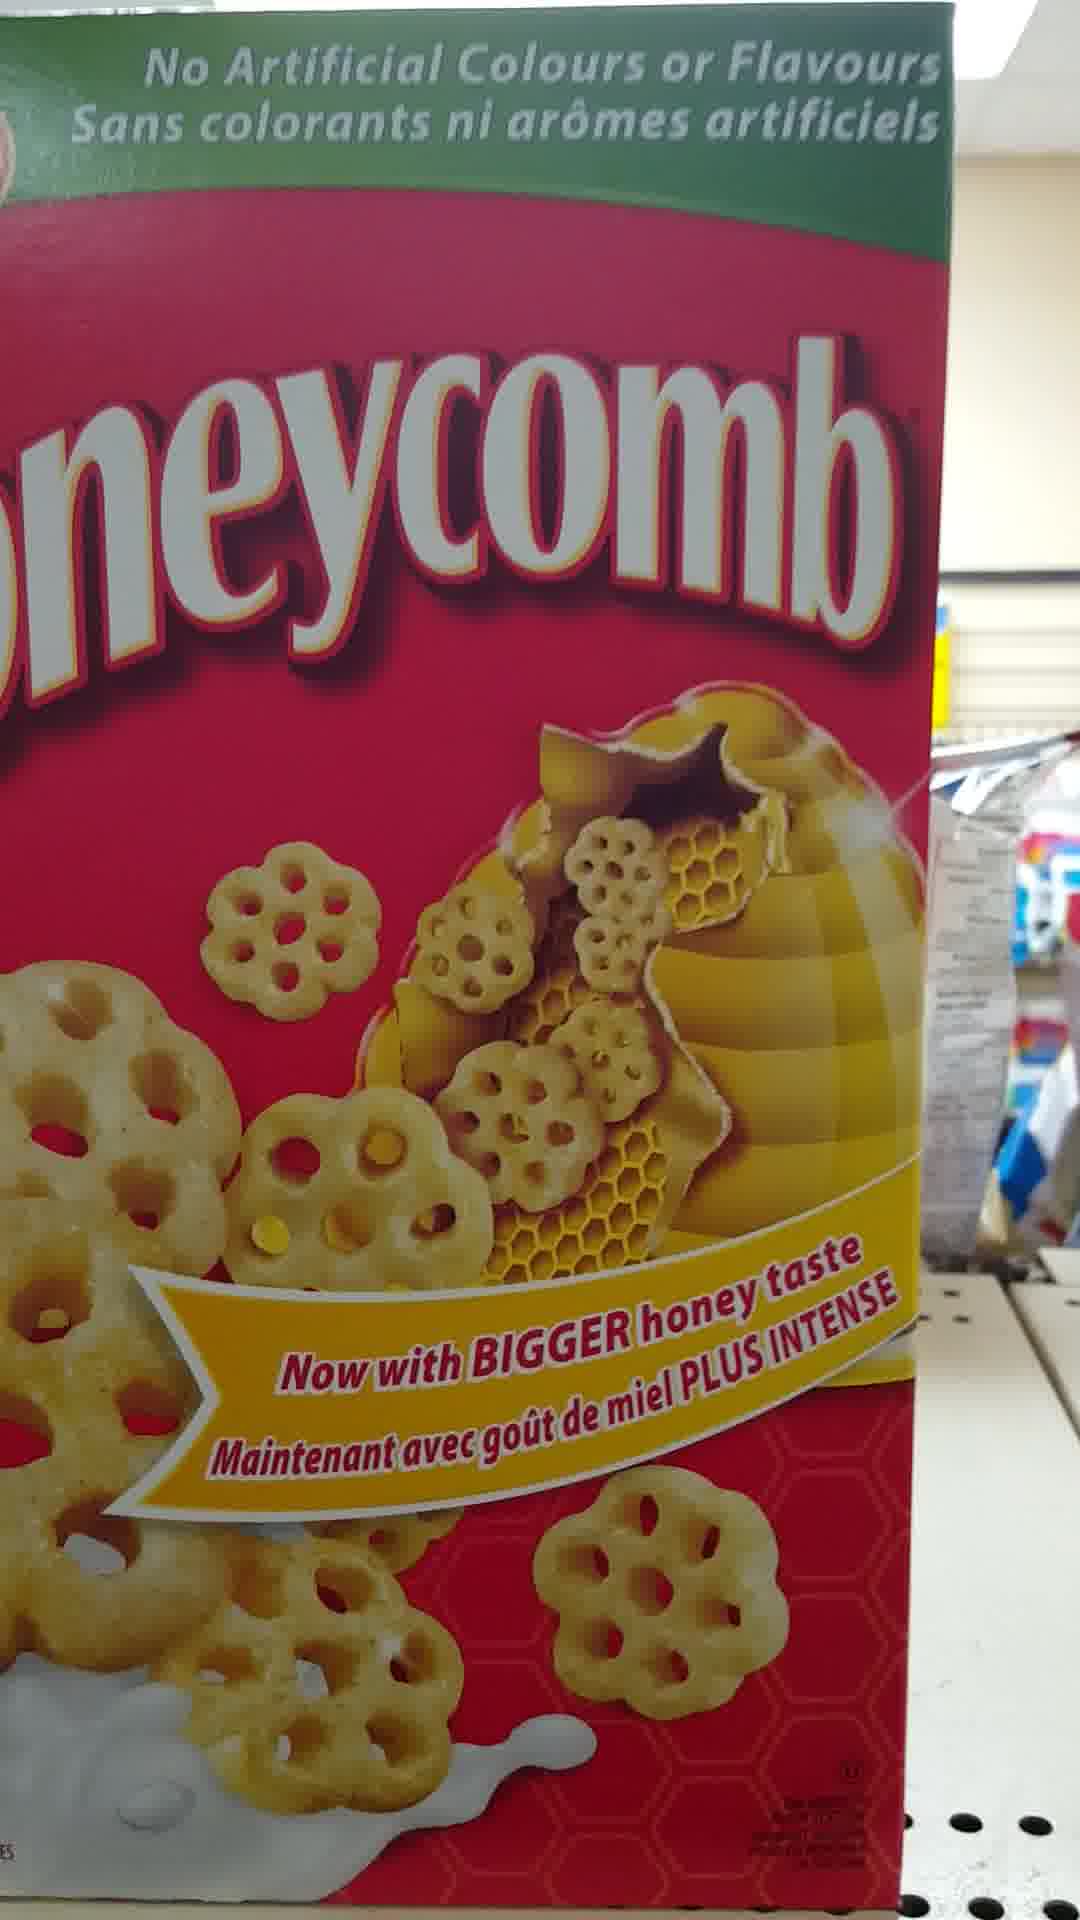 No Artificial Colours or Flavours
Sans colorants ni arômes artificiels
oneycomb
Now with BIGGER honey taste
Maintenant avec goût de miel PLUS INTENSE